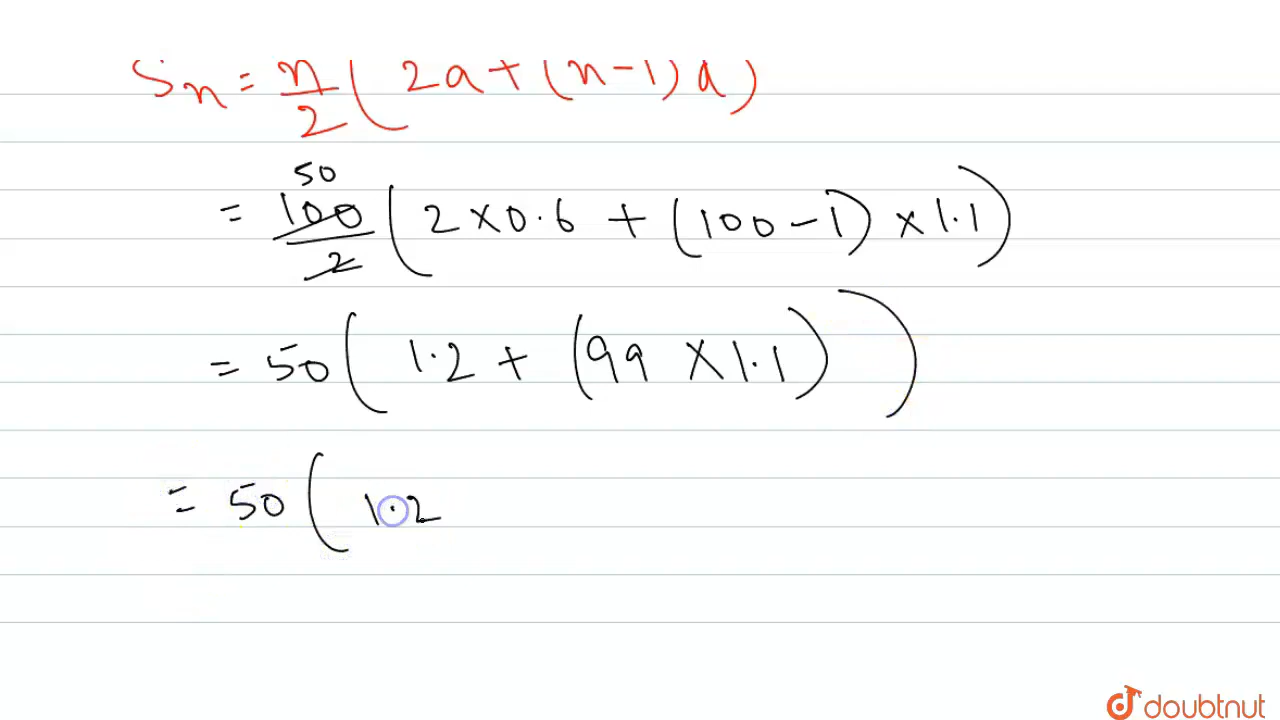 Sn = n/2 ( 2a + (n-1) d )
50
= 100/2 ( 2 × 0.6 + (100 - 1) × 1.1 )
= 50 ( 1.2 + (99 × 1.1) )
= 50 ( 1.2
doubtnut